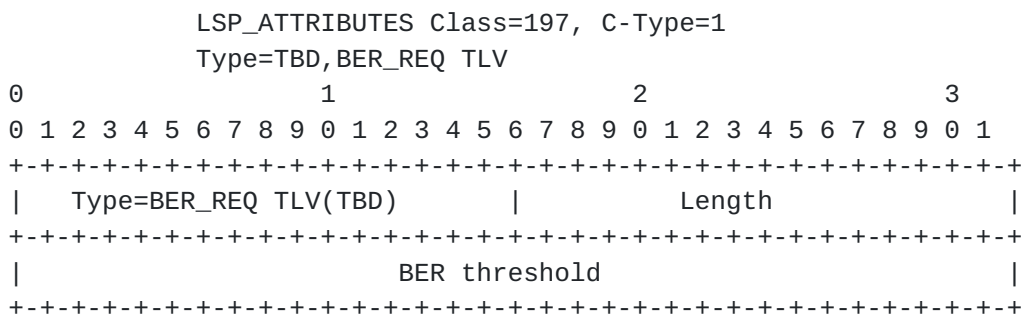 LSP_ATTRIBUTES Class=197, C-Type=1
Type=TBD,BER_REQ TLV
0                   1                   2                   3
0 1 2 3 4 5 6 7 8 9 0 1 2 3 4 5 6 7 8 9 0 1 2 3 4 5 6 7 8 9 0 1
+-+-+-+-+-+-+-+-+-+-+-+-+-+-+-+-+-+-+-+-+-+-+-+-+-+-+-+-+-+-+-+-+
|   Type=BER_REQ TLV(TBD)       |          Length               |
+-+-+-+-+-+-+-+-+-+-+-+-+-+-+-+-+-+-+-+-+-+-+-+-+-+-+-+-+-+-+-+-+
|                        BER threshold                          |
+-+-+-+-+-+-+-+-+-+-+-+-+-+-+-+-+-+-+-+-+-+-+-+-+-+-+-+-+-+-+-+-+